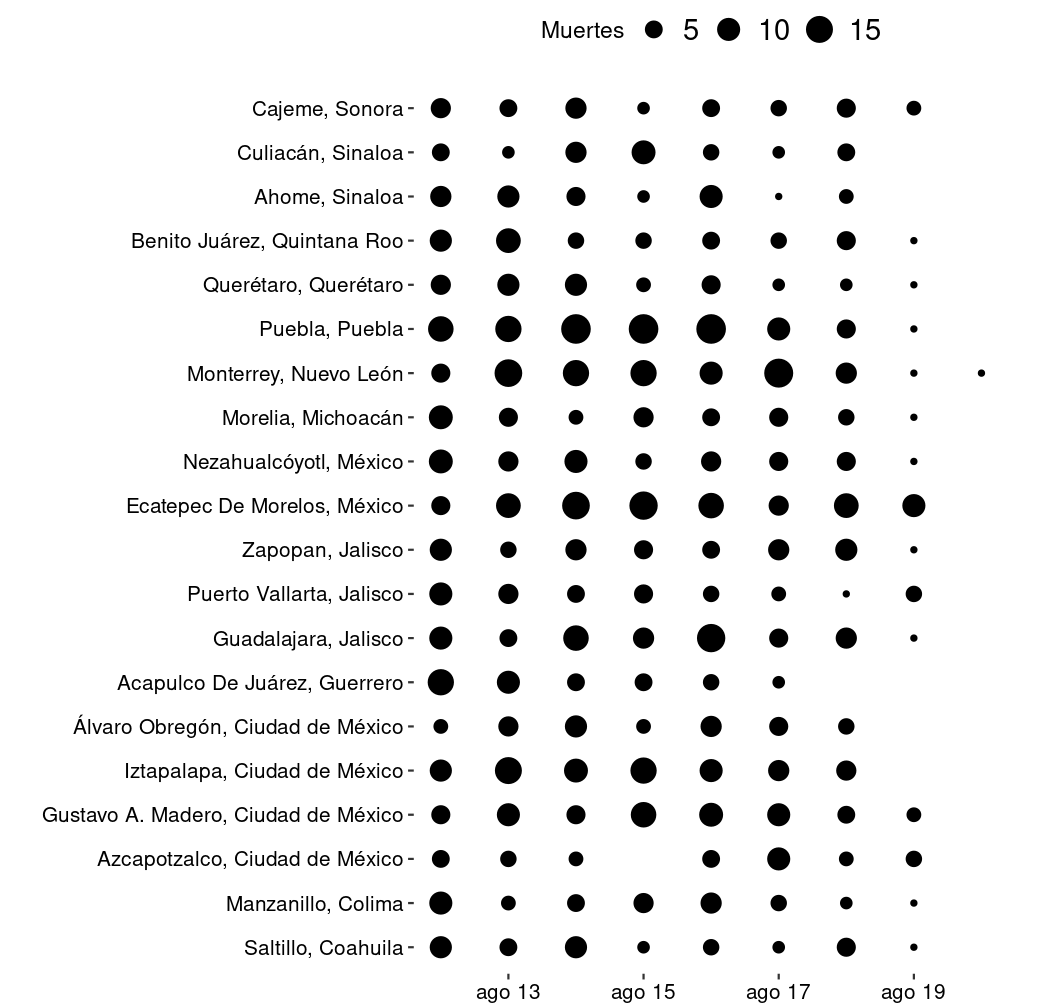 Muertes 5 10 15
Cajeme, Sonora
Culiacán, Sinaloa
Ahome, Sinaloa
Benito Juárez, Quintana Roo
Querétaro, Querétaro
Puebla, Puebla
Monterrey, Nuevo León
Morelia, Michoacán
Nezahualcóyotl, México
Ecatepec De Morelos, México
Zapopan, Jalisco
Puerto Vallarta, Jalisco
Guadalajara, Jalisco
Acapulco De Juárez, Guerrero
Álvaro Obregón, Ciudad de México
Iztapalapa, Ciudad de México
Gustavo A. Madero, Ciudad de México
Azcapotzalco, Ciudad de México
Manzanillo, Colima
Saltillo, Coahuila
ago 13 ago 15 ago 17 ago 19